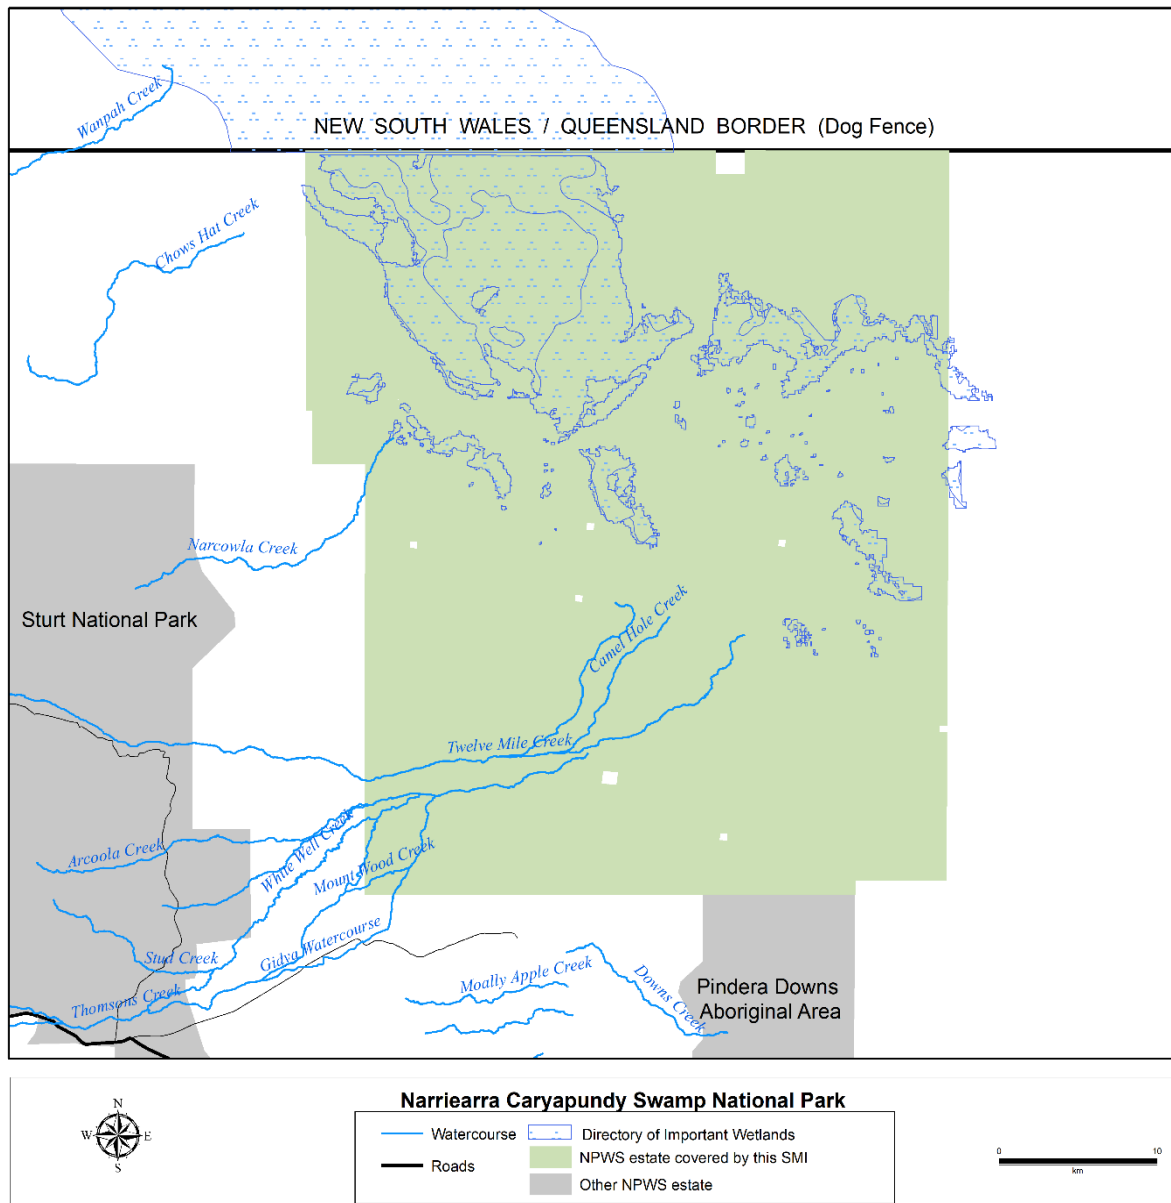 Wanpah Creek
NEW SOUTH WALES / QUEENSLAND BORDER (Dog Fence)
Chows Hat Creek
Narcowla Creek
Sturt National Park
Camel Hole Creek
Twelve Mile Creek
Arcoola Creek
White Well Creek
Mount Wood Creek
Stud Creek
Gidya Watercourse
Thomsons Creek
Moally Apple Creek
Downs Creek
Pindera Downs
Aboriginal Area
N
W
E
S
Narriearra Caryapundy Swamp National Park
Watercourse
Directory of Important Wetlands
NPWS estate covered by this SMI
Roads
Other NPWS estate
0
10
km